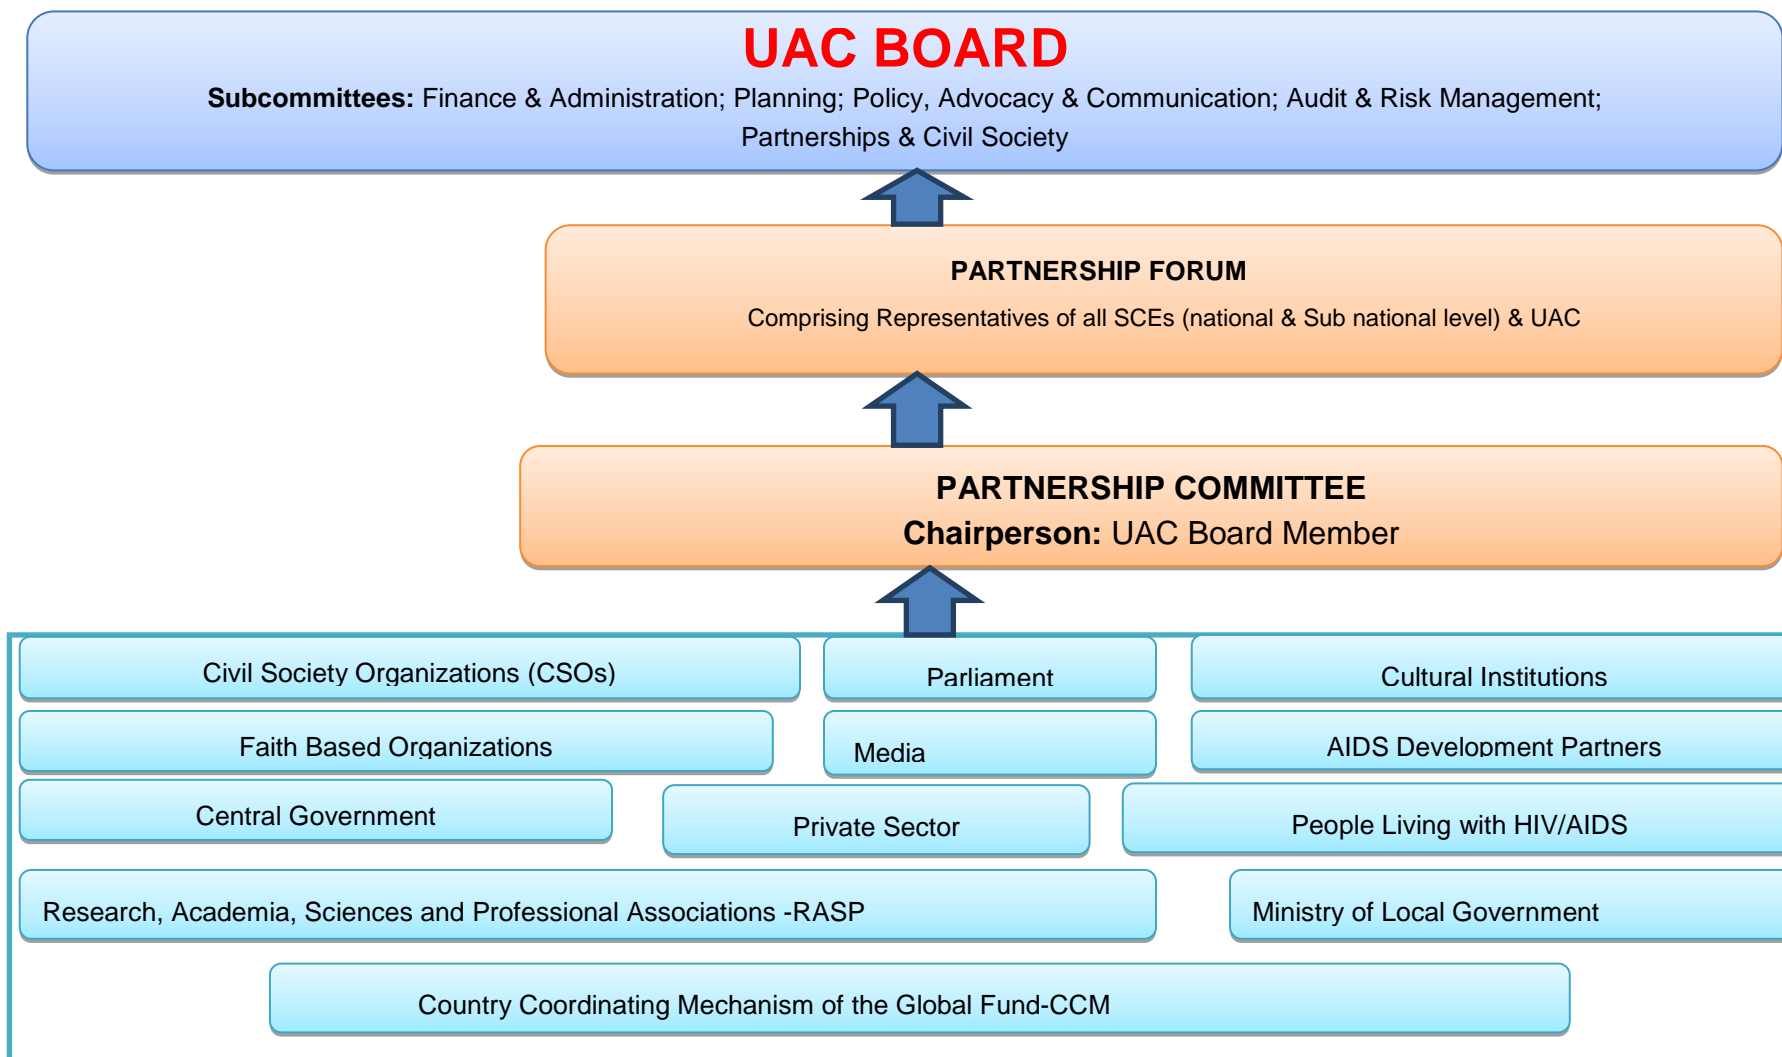 UAC BOARD
Subcommittees: Finance & Administration; Planning; Policy, Advocacy & Communication; Audit & Risk Management;
Partnerships & Civil Society
PARTNERSHIP FORUM
Comprising Representatives of all SCEs (national & Sub national level) & UAC
PARTNERSHIP COMMITTEE
Chairperson: UAC Board Member
Civil Society Organizations (CSOs)
Parliament
Cultural Institutions
Faith Based Organizations
Media
AIDS Development Partners
Central Government
Private Sector
People Living with HIV/AIDS
Research, Academia, Sciences and Professional Associations -RASP
Ministry of Local Government
Country Coordinating Mechanism of the Global Fund-CCM